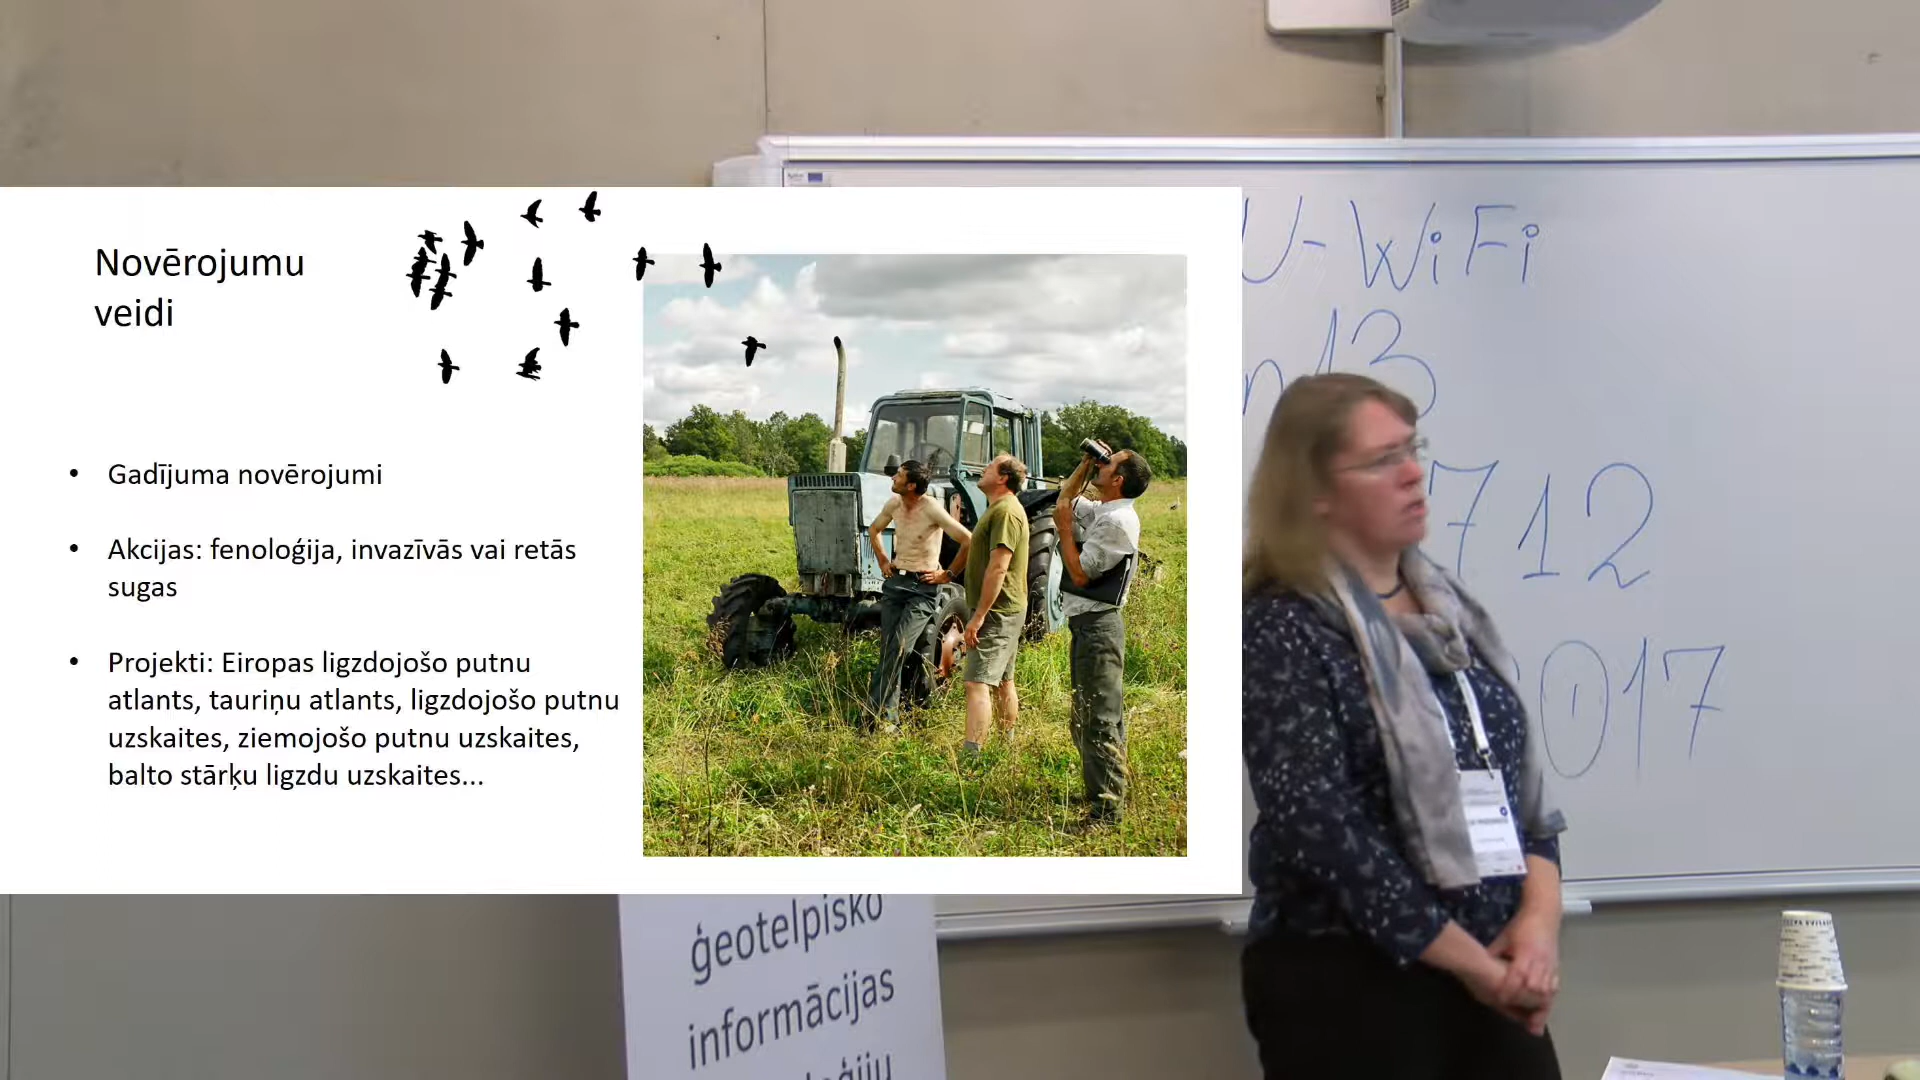 Novērojumu
veidi
• Gadījuma novērojumi
• Akcijas: fenoloģija, invazīvās vai retās
sugas
• Projekti: Eiropas ligzdojošo putnu
atlants, tauriņu atlants, ligzdojošo putnu
uzskaites, ziemojošo putnu uzskaites,
balto stārķu ligzdu uzskaites...
U-WiFi
13
712
017
ģeotelpisko
informācijas